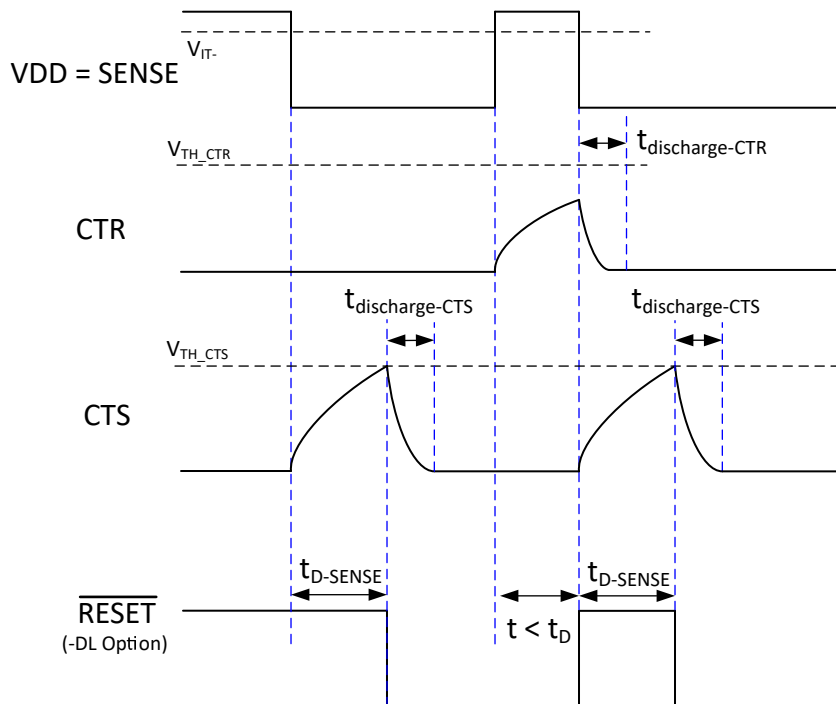 V_IT-
VDD = SENSE
V_TH_CTR
t_discharge-CTR
CTR
t_discharge-CTS
t_discharge-CTS
V_TH_CTS
CTS
t_D-SENSE
t_D-SENSE
RESET
t < t_D
(-DL Option)